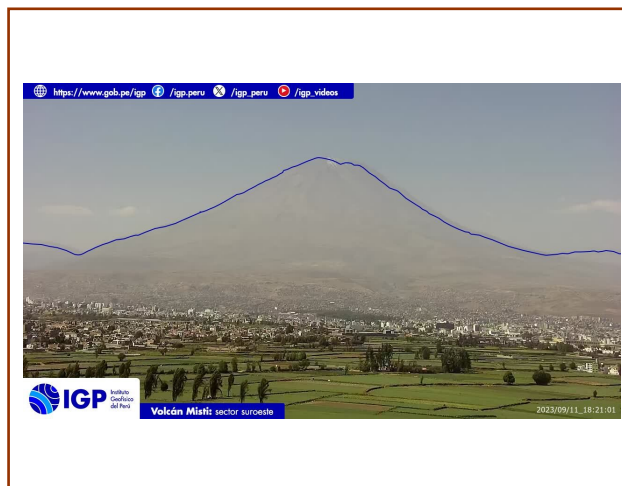 https://www.gob.pe/igp /igp.peru /igp_peru /igp_videos
IGP
Instituto
Geofísico
del Perú
Volcán Misti: sector suroeste
2023/09/11_18:21:01